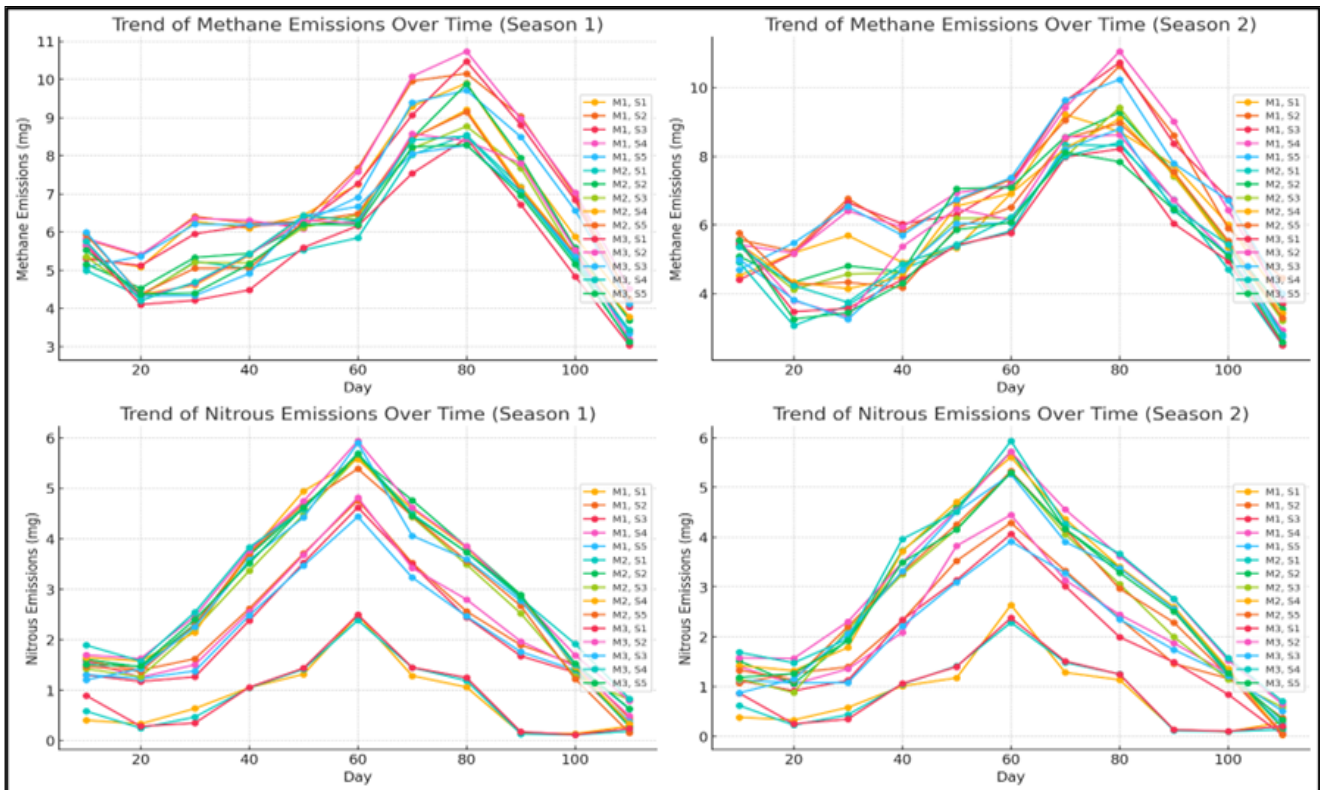 Trend of Methane Emissions Over Time (Season 1)
Methane Emissions (mg)
11
10
9
8
7
6
5
4
3
20
40
60
80
100
Day
M1, S1
M1, S2
M1, S3
M1, S4
M1, S5
M2, S1
M2, S2
M2, S3
M2, S4
M2, S5
M3, S1
M3, S2
M3, S3
M3, S4
M3, S5
Trend of Methane Emissions Over Time (Season 2)
Methane Emissions (mg)
10
8
6
4
20
40
60
80
100
Day
M1, S1
M1, S2
M1, S3
M1, S4
M1, S5
M2, S1
M2, S2
M2, S3
M2, S4
M2, S5
M3, S1
M3, S2
M3, S3
M3, S4
M3, S5
Trend of Nitrous Emissions Over Time (Season 1)
Nitrous Emissions (mg)
6
5
4
3
2
1
0
20
40
60
80
100
Day
M1, S1
M1, S2
M1, S3
M1, S4
M1, S5
M2, S1
M2, S2
M2, S3
M2, S4
M2, S5
M3, S1
M3, S2
M3, S3
M3, S4
M3, S5
Trend of Nitrous Emissions Over Time (Season 2)
Nitrous Emissions (mg)
6
5
4
3
2
1
0
20
40
60
80
100
Day
M1, S1
M1, S2
M1, S3
M1, S4
M1, S5
M2, S1
M2, S2
M2, S3
M2, S4
M2, S5
M3, S1
M3, S2
M3, S3
M3, S4
M3, S5